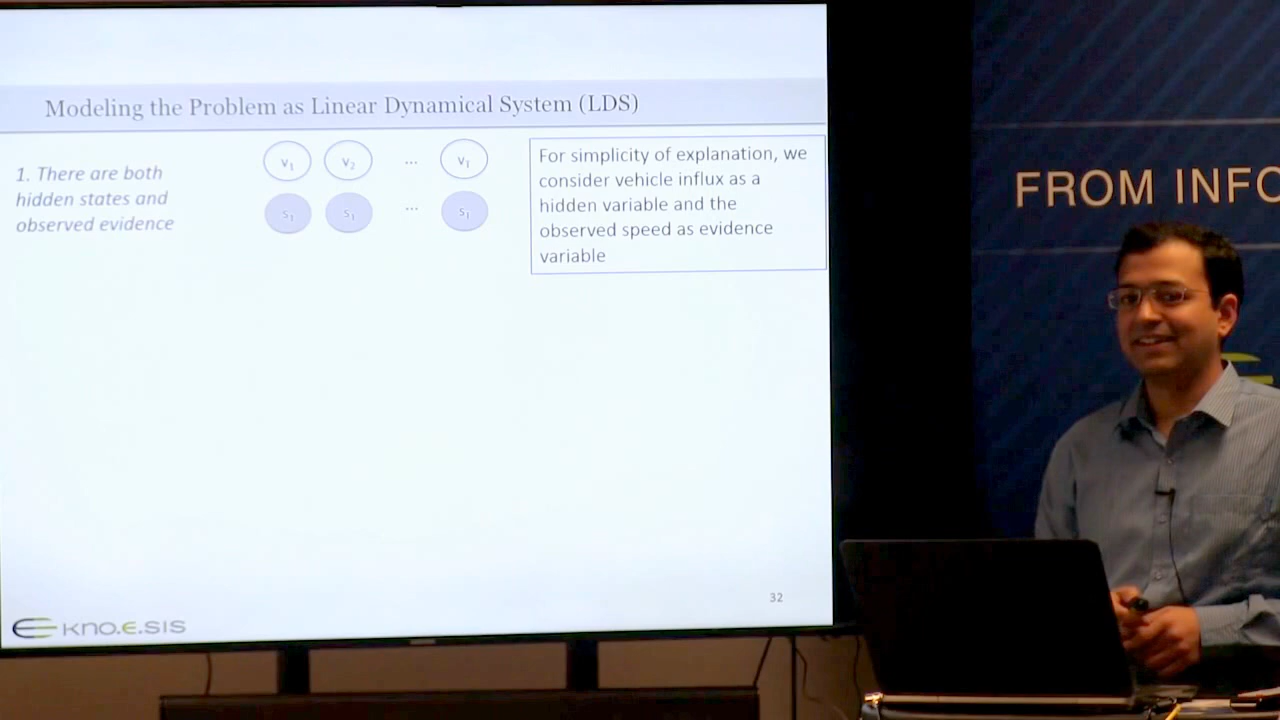 Modeling the Problem as Linear Dynamical System (LDS)
1. There are both
hidden states and
observed evidence
v1 v2 ... vT
s1 s1 ...
For simplicity of explanation, we
consider vehicle influx as a
hidden variable and the
observed speed as evidence
variable
32
kno.e.sis
FROM INFO